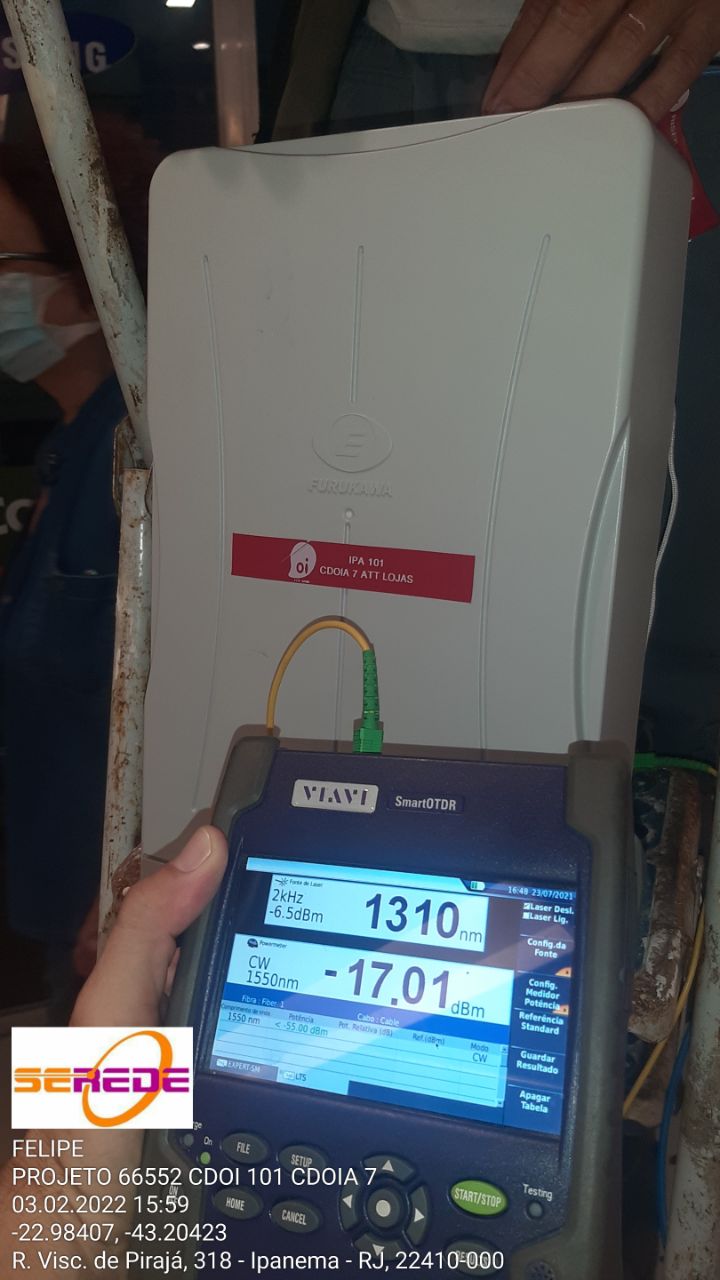 FURUKAWA
oi
IPA 101
CDOIA 7 ATT LOJAS
VIAVI
SmartOTDR
16:48 23/07/2021
Fonte de Laser
2kHz
-6.5dBm
1310nm
Laser Desl.
Laser Lig.
Config.da
Fonte
Powermeter
CW
1550nm
-17.01dBm
Config.
Medidor
Potência
Referência
Standard
Fibra : Fiber 1
Cabo : Cable
Potência
Pot. Relativa (dB)
Ref.(dBm)
Modo
1550 nm
< -55.00 dBm
CW
Guardar
Resultado
Apagar
Tabela
EXPERT-SM
LTS
SEREDE
On
FILE
SETUP
HOME
CANCEL
START/STOP
Testing
FELIPE
PROJETO 66552 CDOI 101 CDOIA 7
03.02.2022 15:59
-22.98407, -43.20423
R. Visc. de Pirajá, 318 - Ipanema - RJ, 22410-000